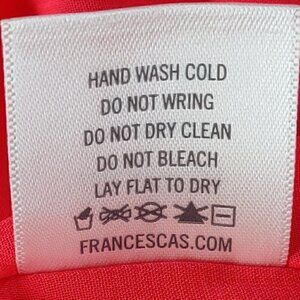 HAND WASH COLD
DO NOT WRING
DO NOT DRY CLEAN
DO NOT BLEACH
LAY FLAT TO DRY
FRANCESCAS.COM